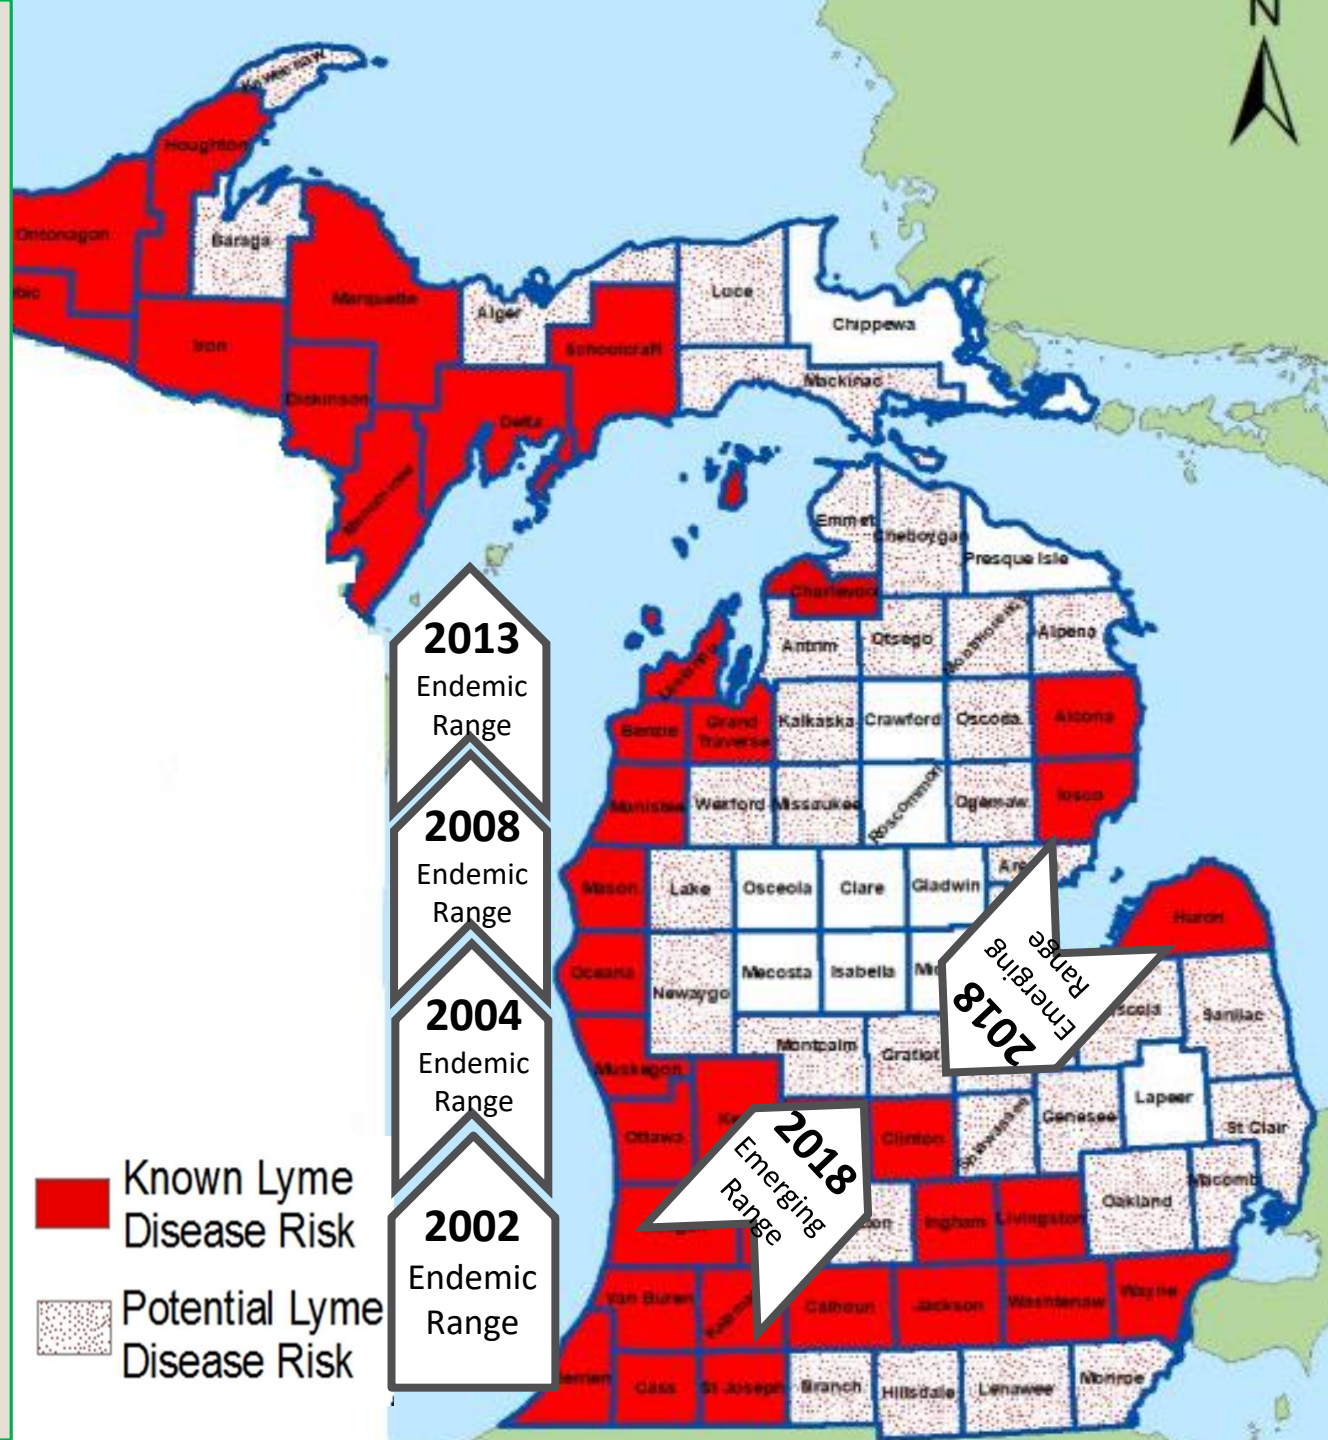 N
Houghton
Ontonagon
Baraga
bic
Marquette
Iron
Alger
Luce
Chippewa
Schoolcraft
Dickinson
Mackinac
Delta
Emmet
Cheboygan
Presque Isle
Charlevoix
Antrim
Otsego
Alpena
Kalkaska
Crawford
Oscoda
Alcona
Benzie
Grand
Traverse
Manistee
Wexford
Missaukee
Roscommon
Ogemaw
Iosco
Mason
Lake
Osceola
Clare
Gladwin
Huron
Oceana
Newaygo
Mecosta
Isabella
scola
Sanilac
Montcalm
Gratiot
Muskegon
Ottawa
Clinton
Shiawassee
Genesee
Lapeer
St Clair
Ingham
Livingston
Oakland
Macomb
Van Buren
Calhoun
Jackson
Washtenaw
Wayne
Cass
St Joseph
Branch
Hillsdale
Lenawee
Monroe
2013
Endemic
Range
2008
Endemic
Range
2004
Endemic
Range
2002
Endemic
Range
2018
Emerging
Range
2018
Emerging
Range
Known Lyme
Disease Risk
Potential Lyme
Disease Risk